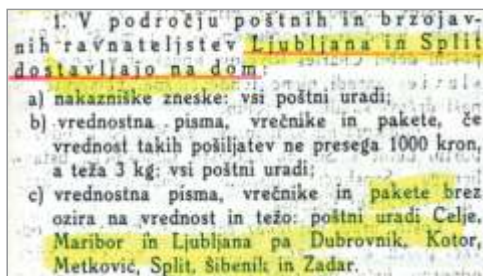 1. V področju poštnih in brzojav-
nih ravnateljstev Ljubljana in Split
dostavljajo na dom:
a) nakazniške zneske: vsi poštni uradi;
b) vrednostna pisma, vrečnike in pakete, če
vrednost takih pošiljatev ne presega 1000 kron,
a teža 3 kg: vsi poštni uradi;
c) vrednostna pisma, vrečnike in pakete brez
ozira na vrednost in težo: poštni uradi Celje,
Maribor in Ljubljana pa Dubrovnik, Kotor,
Metković, Split, Šibenik in Zadar.